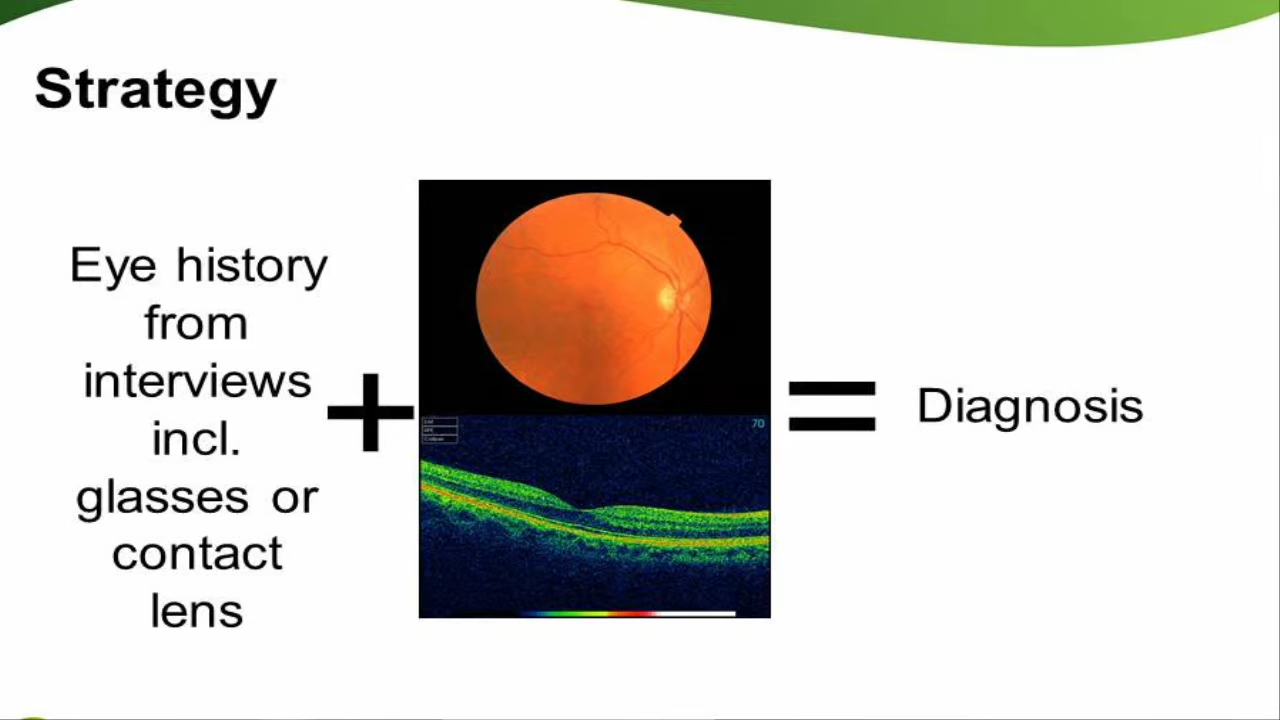 Strategy
Eye history
from
interviews
incl.
glasses or
contact
lens
+
70
=
Diagnosis